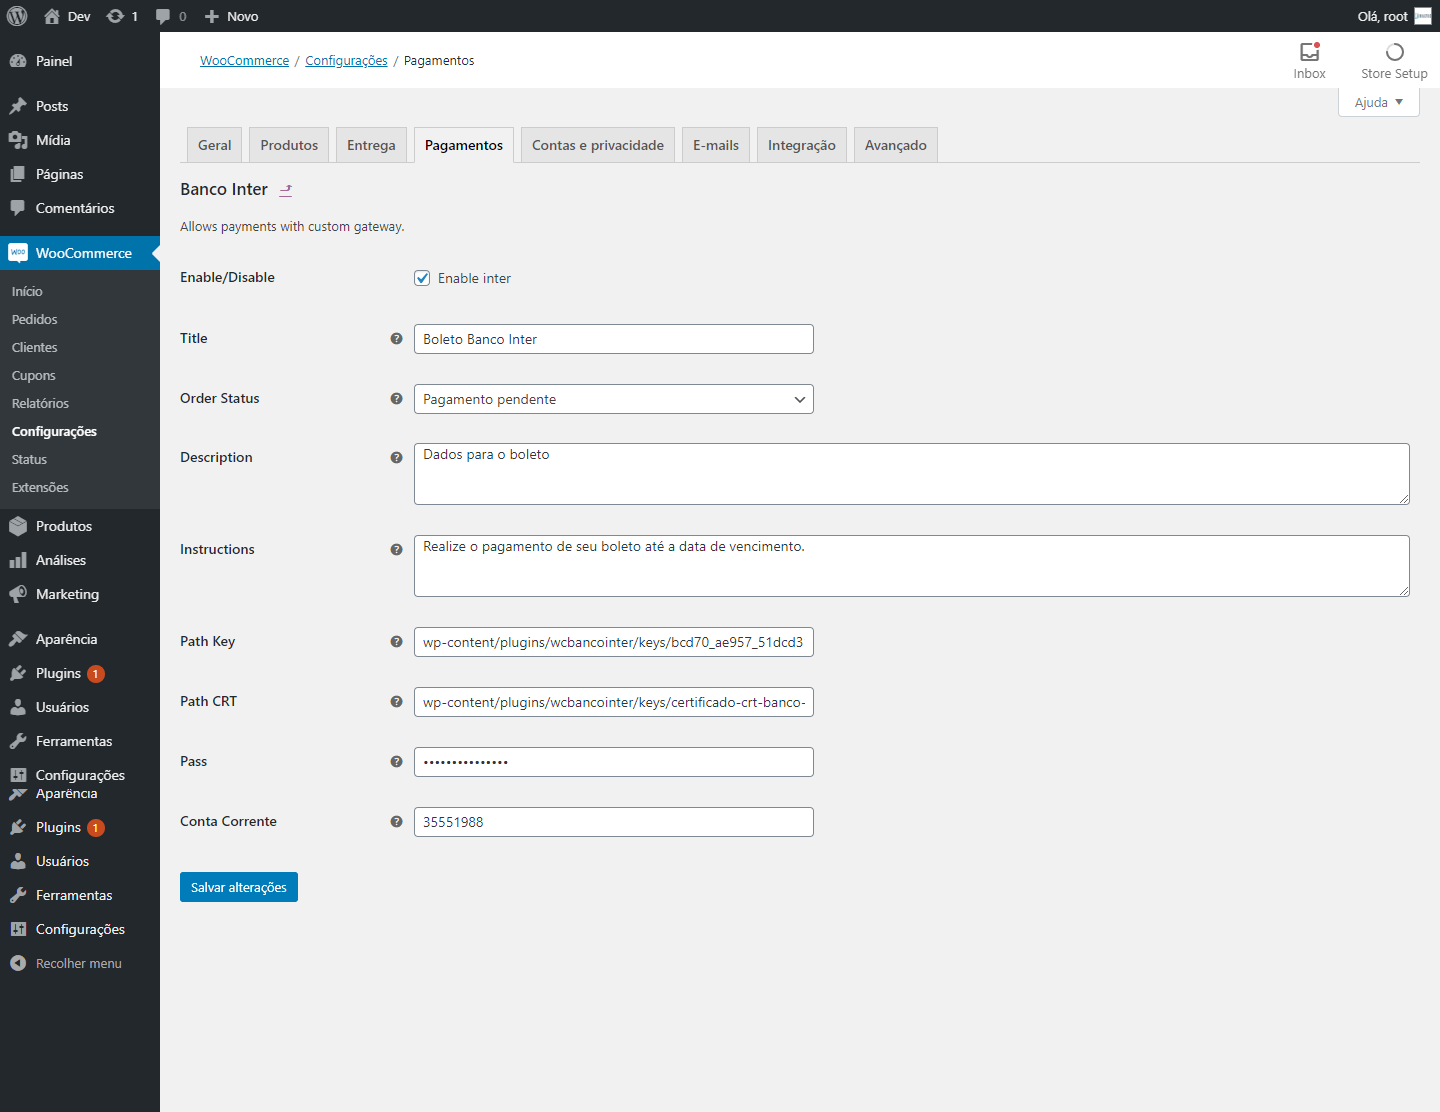 Dev 1 0 Novo
Olá, root
Painel
Posts
Mídia
Páginas
Comentários
WooCommerce
Início
Pedidos
Clientes
Cupons
Relatórios
Configurações
Status
Extensões
Produtos
Análises
Marketing
Aparência
Plugins 1
Usuários
Ferramentas
Configurações
Aparência
Plugins 1
Usuários
Ferramentas
Configurações
Recolher menu
WooCommerce / Configurações / Pagamentos
Inbox
Store Setup
Ajuda
Geral
Produtos
Entrega
Pagamentos
Contas e privacidade
E-mails
Integração
Avançado
Banco Inter
Allows payments with custom gateway.
Enable/Disable
Enable inter
Title
Boleto Banco Inter
Order Status
Pagamento pendente
Description
Dados para o boleto
Instructions
Realize o pagamento de seu boleto até a data de vencimento.
Path Key
wp-content/plugins/wcbancointer/keys/bcd70_ae957_51dcd3
Path CRT
wp-content/plugins/wcbancointer/keys/certificado-crt-banco-
Pass
•••••••••••••••
Conta Corrente
35551988
Salvar alterações